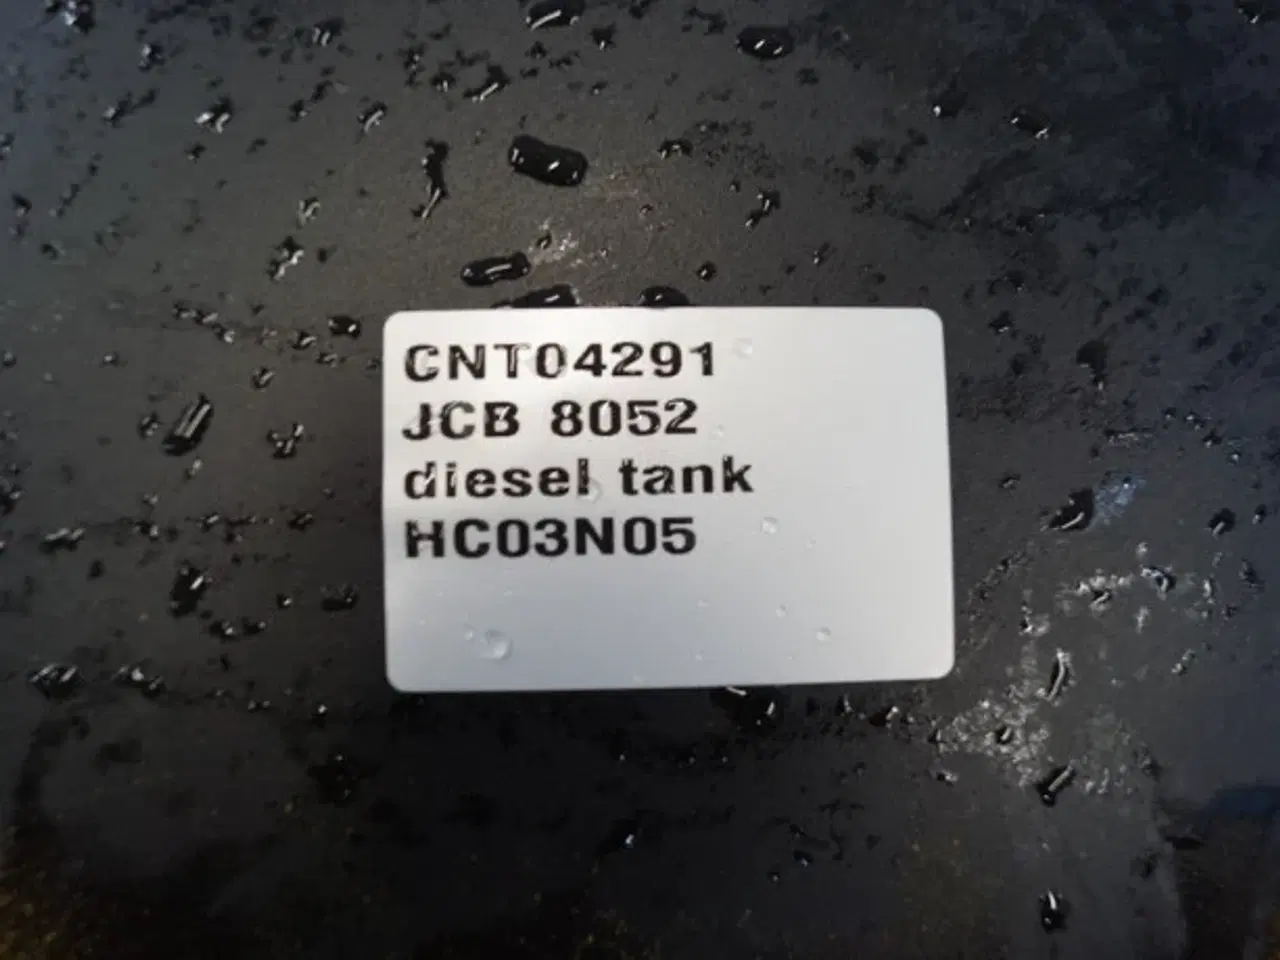 CNT04291
JCB 8052
diesel tank
HC03N05